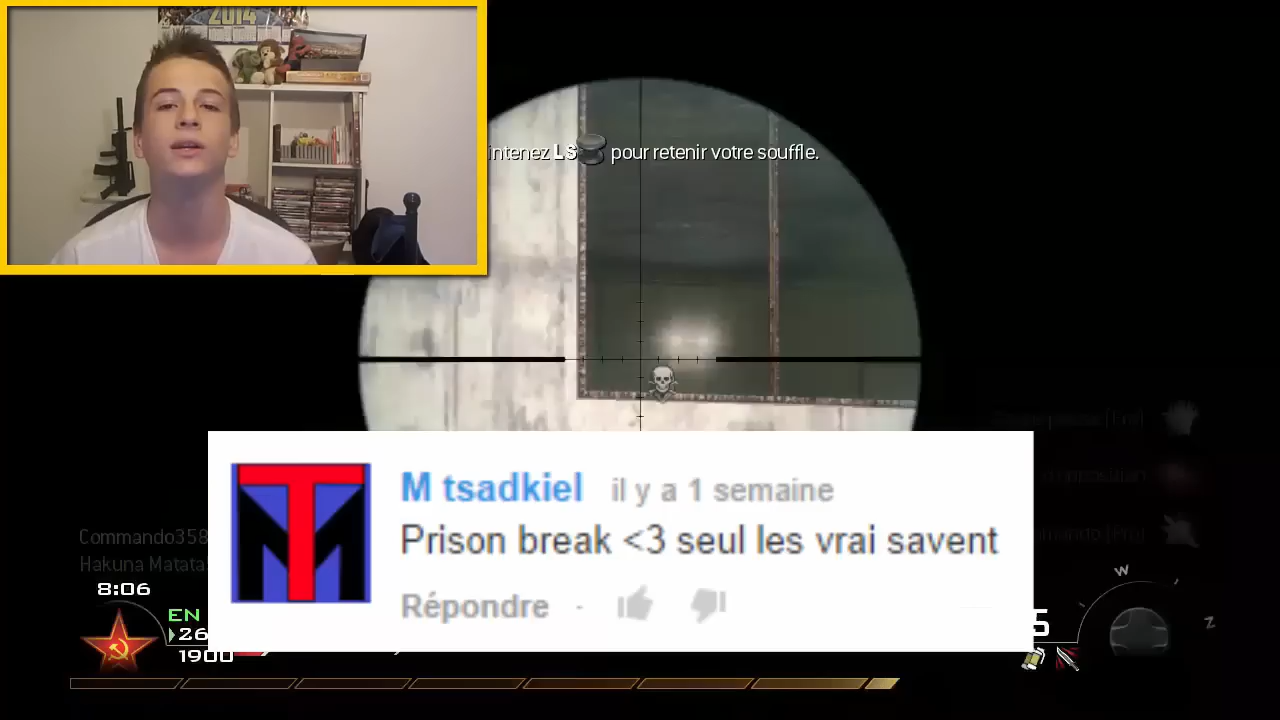 2014
intenez LS pour retenir votre souffle.
M tsadkiel il y a 1 semaine
Prison break <3 seul les vrai savent
Répondre
Commando358
Hakuna Matata
8:06
EN
26
1900
5
W
Z